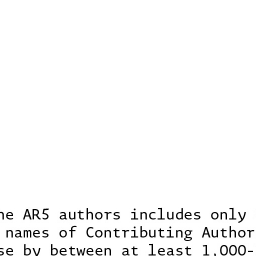 he AR5 authors includes only
names of Contributing Author
se by between at least 1,000-